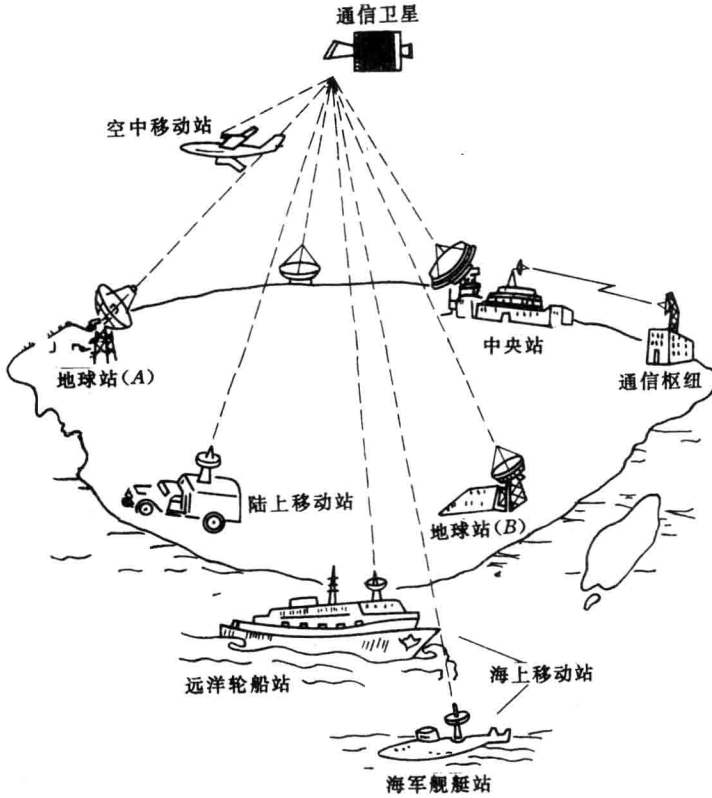 通信卫星
空中移动站
中央站
地球站(A)
通信枢纽
陆上移动站
地球站(B)
远洋轮船站
海上移动站
海军舰艇站